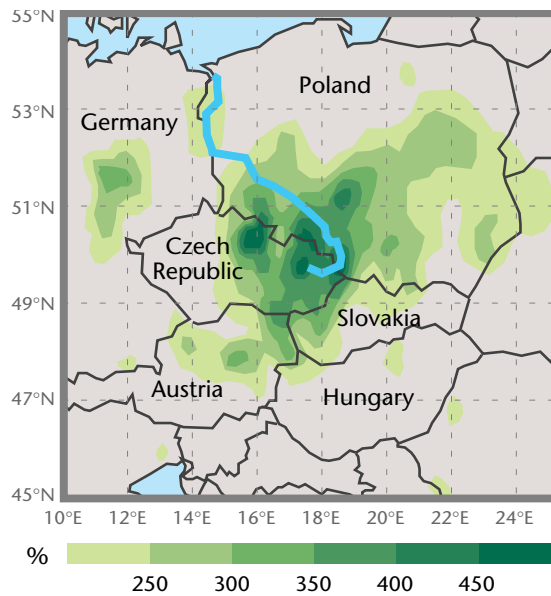 55°N
Poland
53°N
Germany
51°N
Czech
Republic
49°N
Slovakia
Austria
Hungary
47°N
45°N
10°E 12°E 14°E 16°E 18°E 20°E 22°E 24°E
%
250 300 350 400 450